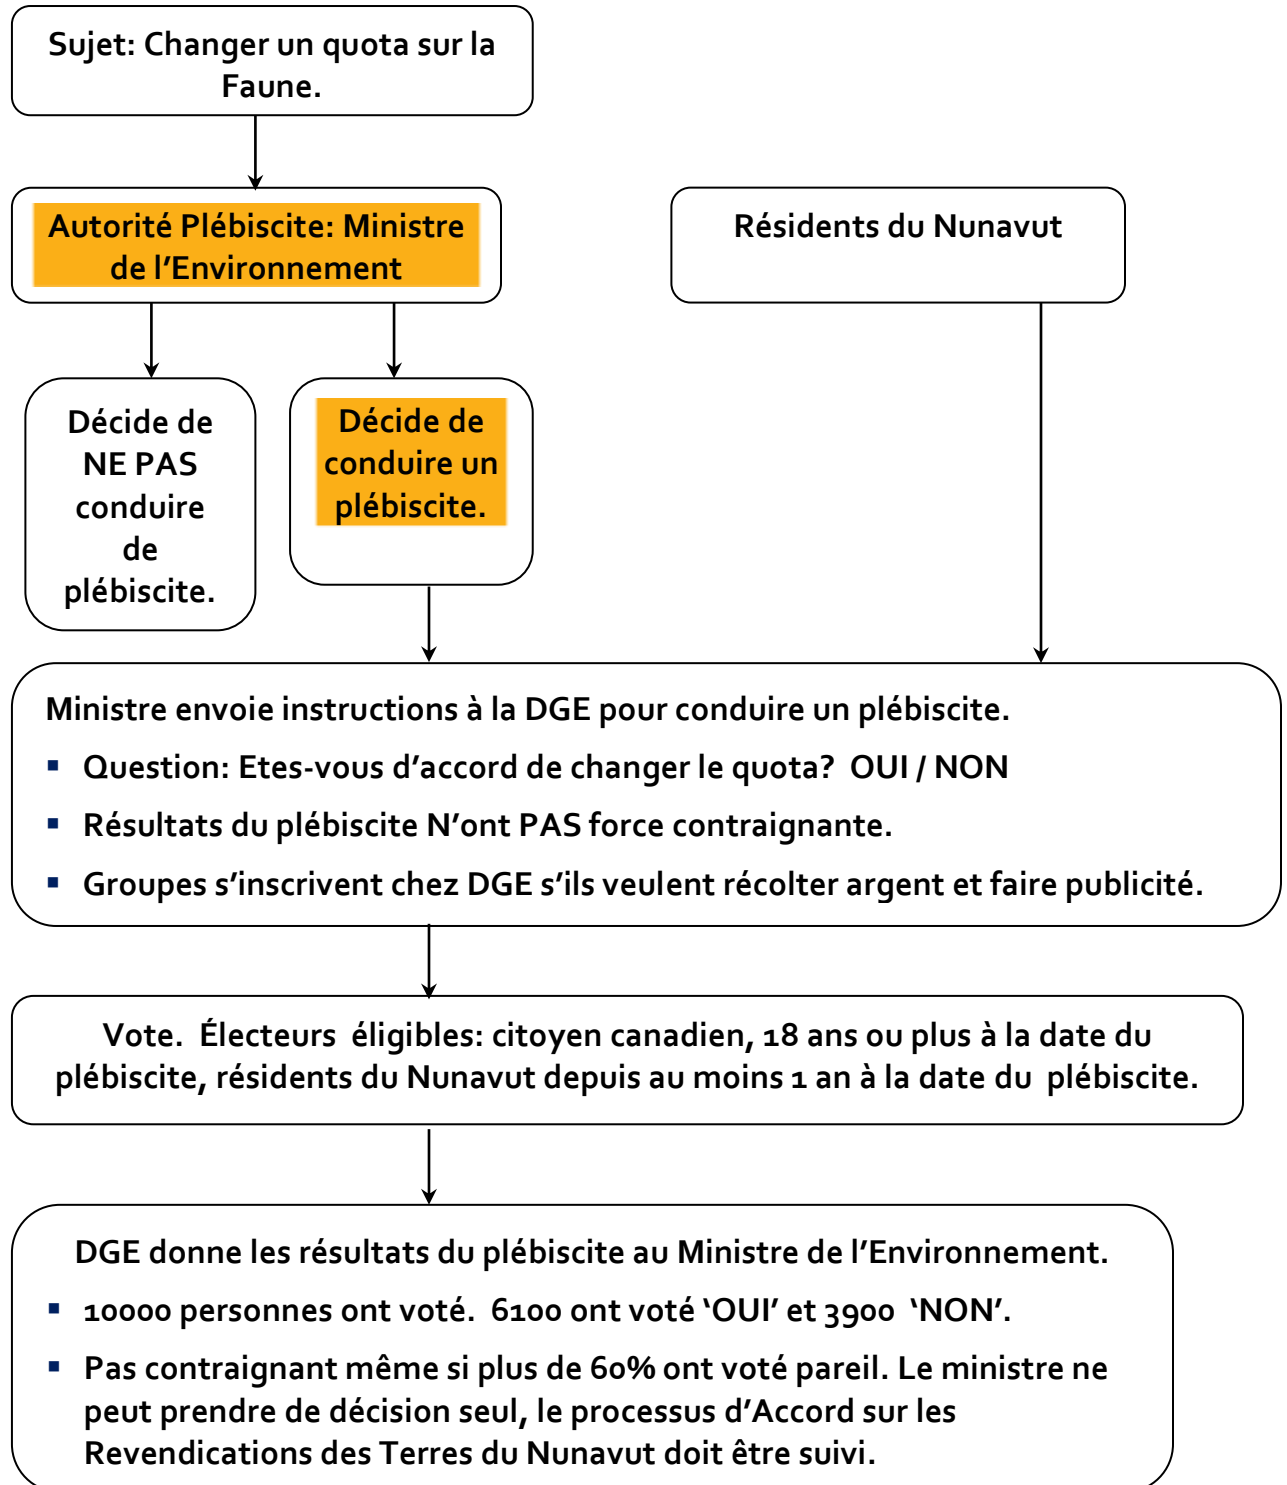 Sujet: Changer un quota sur la
Faune.
Autorité Plébiscite: Ministre
de l'Environnement
Résidents du Nunavut
Décide de
NE PAS
conduire
de
plébiscite.
Décide de
conduire un
plébiscite.
Ministre envoie instructions à la DGE pour conduire un plébiscite.
▪ Question: Etes-vous d'accord de changer le quota? OUI / NON
▪ Résultats du plébiscite N'ont PAS force contraignante.
▪ Groupes s'inscrivent chez DGE s'ils veulent récolter argent et faire publicité.
Vote. Électeurs éligibles: citoyen canadien, 18 ans ou plus à la date du
plébiscite, résidents du Nunavut depuis au moins 1 an à la date du plébiscite.
DGE donne les résultats du plébiscite au Ministre de l'Environnement.
▪ 10000 personnes ont voté. 6100 ont voté 'OUI' et 3900 'NON'.
▪ Pas contraignant même si plus de 60% ont voté pareil. Le ministre ne
peut prendre de décision seul, le processus d'Accord sur les
Revendications des Terres du Nunavut doit être suivi.